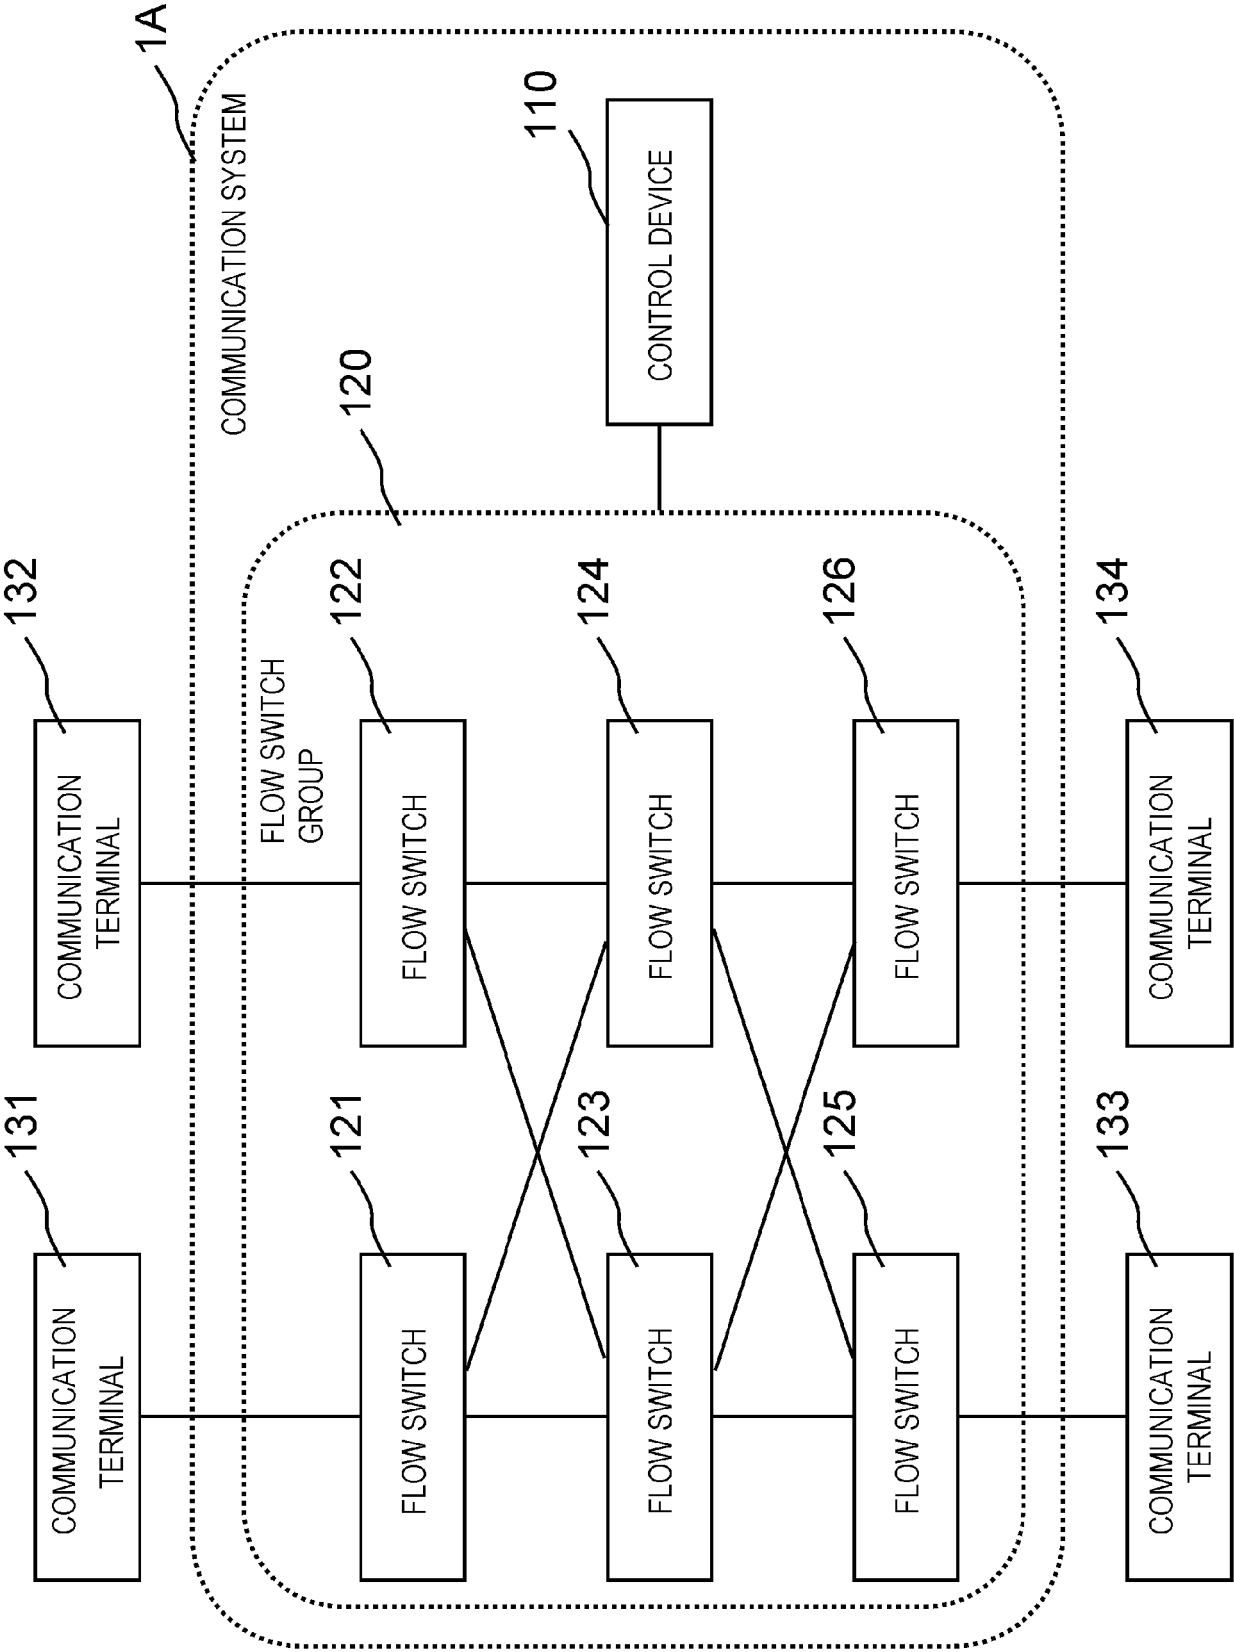 1A
COMMUNICATION SYSTEM
110
CONTROL DEVICE
120
FLOW SWITCH
GROUP
131
COMMUNICATION
TERMINAL
132
COMMUNICATION
TERMINAL
121
FLOW SWITCH
122
FLOW SWITCH
123
FLOW SWITCH
124
FLOW SWITCH
125
FLOW SWITCH
126
FLOW SWITCH
133
COMMUNICATION
TERMINAL
134
COMMUNICATION
TERMINAL